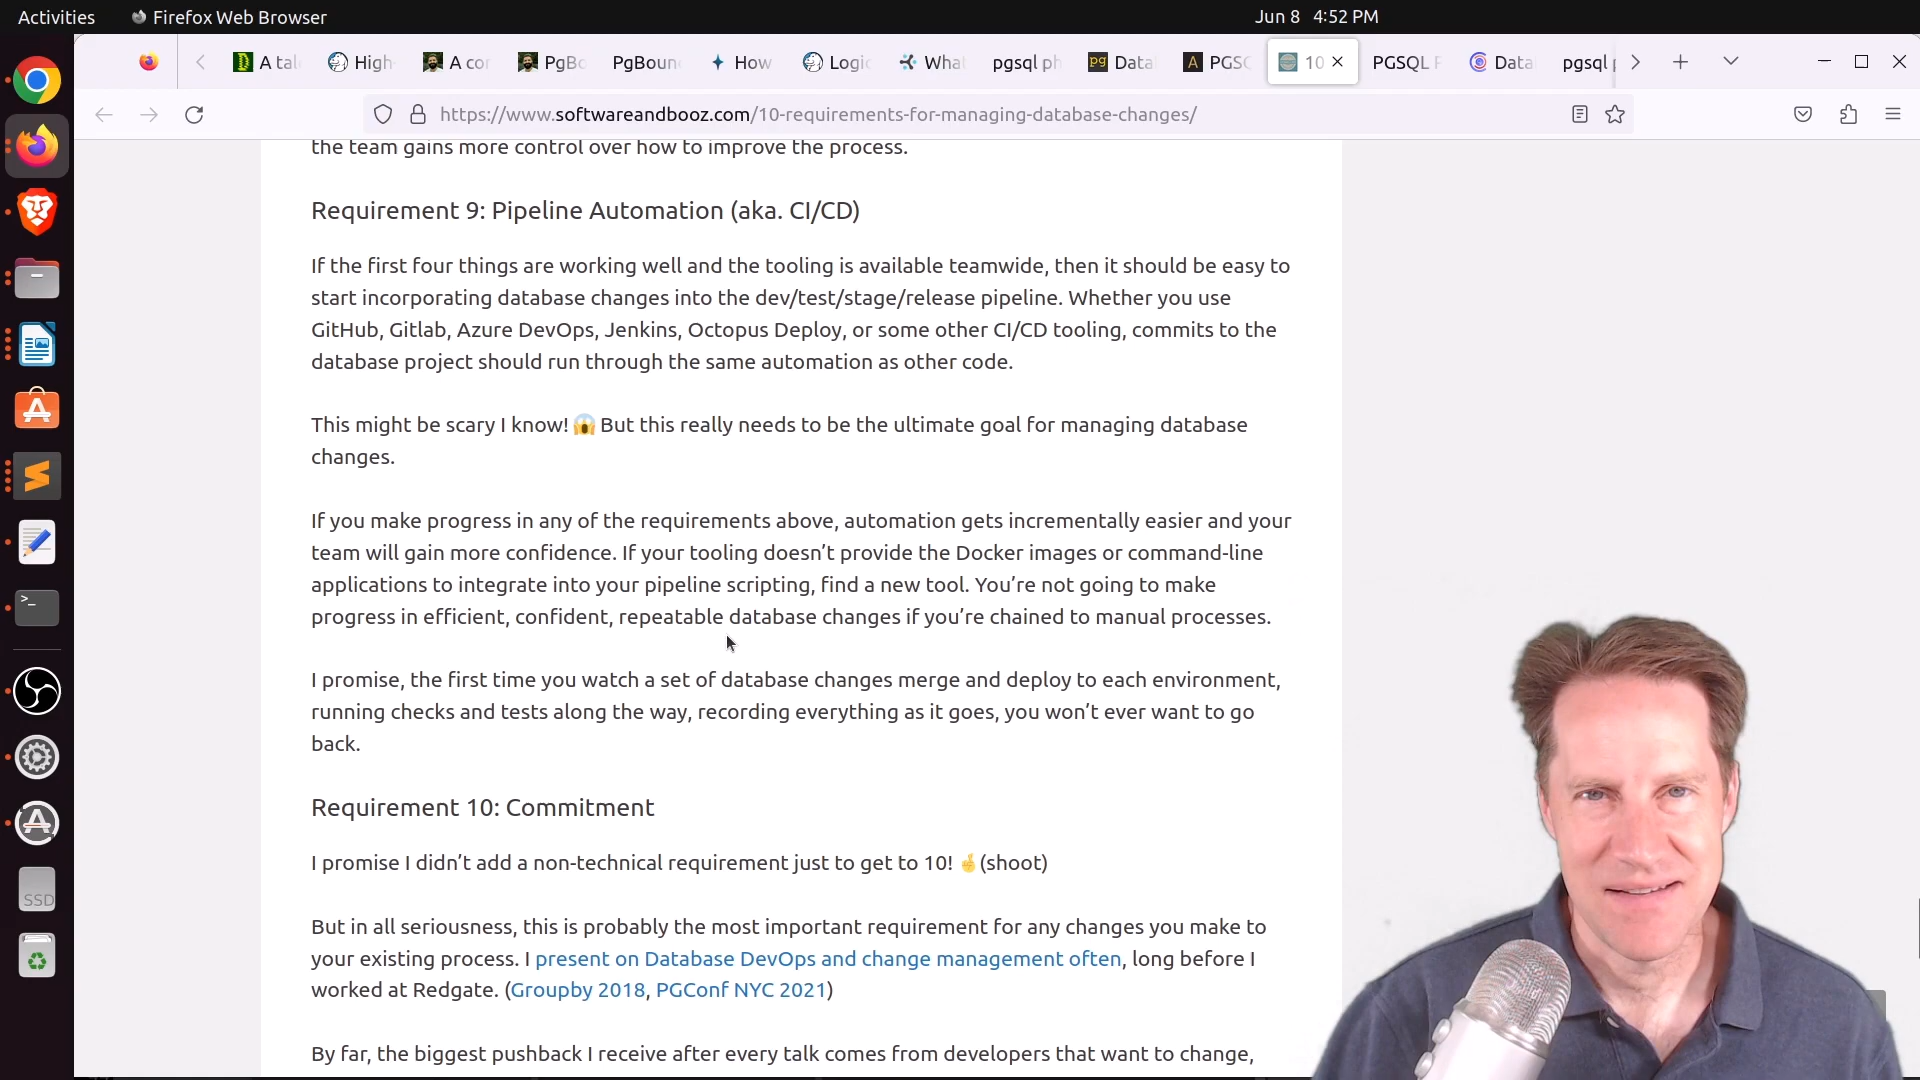 Activities
Firefox Web Browser
Jun 8 4:52 PM
A tal
High-
A cor
PgBo
PgBoun
How
Logic
What
pgsql ph
pg
Data
A
PGSQ
10
PGSQL P
Data
pgsql p
https://www.softwareandbooz.com/10-requirements-for-managing-database-changes/
the team gains more control over how to improve the process.
Requirement 9: Pipeline Automation (aka. CI/CD)
If the first four things are working well and the tooling is available teamwide, then it should be easy to
start incorporating database changes into the dev/test/stage/release pipeline. Whether you use
GitHub, Gitlab, Azure DevOps, Jenkins, Octopus Deploy, or some other CI/CD tooling, commits to the
database project should run through the same automation as other code.
This might be scary I know! 😱 But this really needs to be the ultimate goal for managing database
changes.
If you make progress in any of the requirements above, automation gets incrementally easier and your
team will gain more confidence. If your tooling doesn’t provide the Docker images or command-line
applications to integrate into your pipeline scripting, find a new tool. You’re not going to make
progress in efficient, confident, repeatable database changes if you’re chained to manual processes.
I promise, the first time you watch a set of database changes merge and deploy to each environment,
running checks and tests along the way, recording everything as it goes, you won’t ever want to go
back.
Requirement 10: Commitment
I promise I didn’t add a non-technical requirement just to get to 10! 🤞(shoot)
But in all seriousness, this is probably the most important requirement for any changes you make to
your existing process. I present on Database DevOps and change management often, long before I
worked at Redgate. (Groupby 2018, PGConf NYC 2021)
By far, the biggest pushback I receive after every talk comes from developers that want to change,
SSD